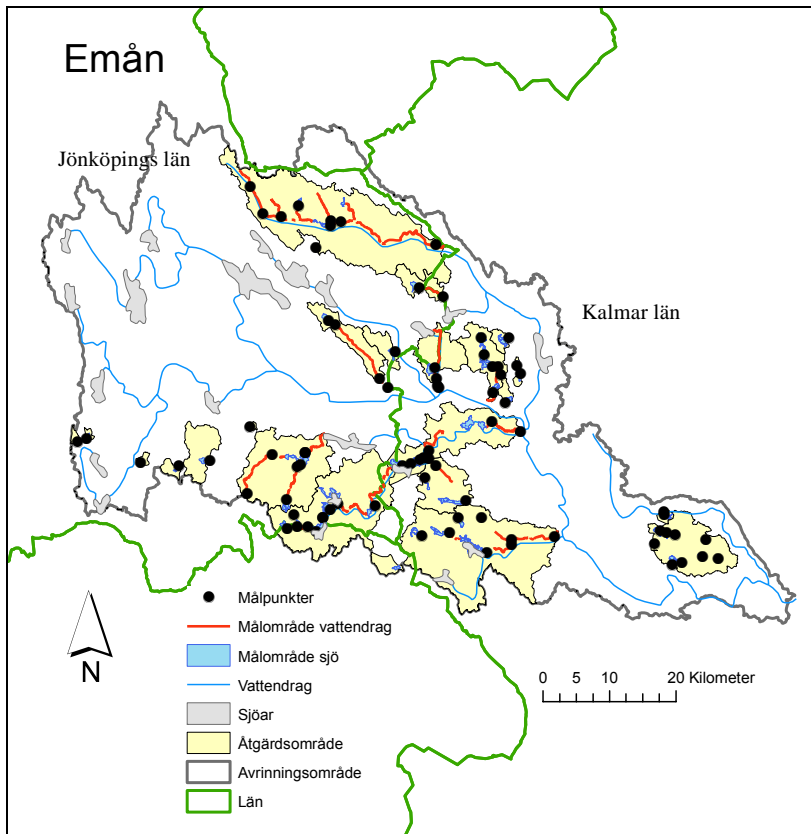 Emån
Jönköpings län
Kalmar län
N
Målpunkter
Målområde vattendrag
Målområde sjö
Vattendrag
Sjöar
Åtgärdsområde
Avrinningsområde
Län
0 5 10 20 Kilometer